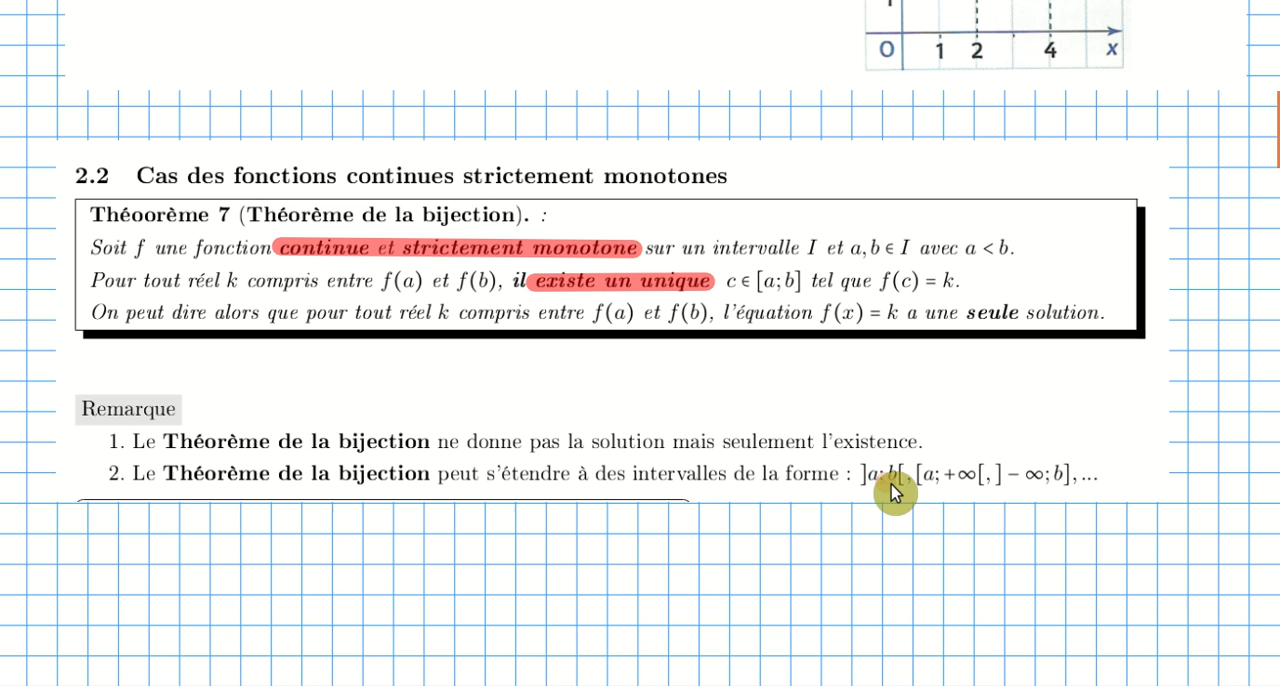 O 1 2 4 x
2.2 Cas des fonctions continues strictement monotones
Théoorème 7 (Théorème de la bijection). :
Soit f une fonction continue et strictement monotone sur un intervalle I et a, b ∈ I avec a < b.
Pour tout réel k compris entre f(a) et f(b), il existe un unique c ∈ [a; b] tel que f(c) = k.
On peut dire alors que pour tout réel k compris entre f(a) et f(b), l'équation f(x) = k a une seule solution.
Remarque
1. Le Théorème de la bijection ne donne pas la solution mais seulement l'existence.
2. Le Théorème de la bijection peut s'étendre à des intervalles de la forme : ]a; b[, [a; +∞[, ] − ∞; b], ...